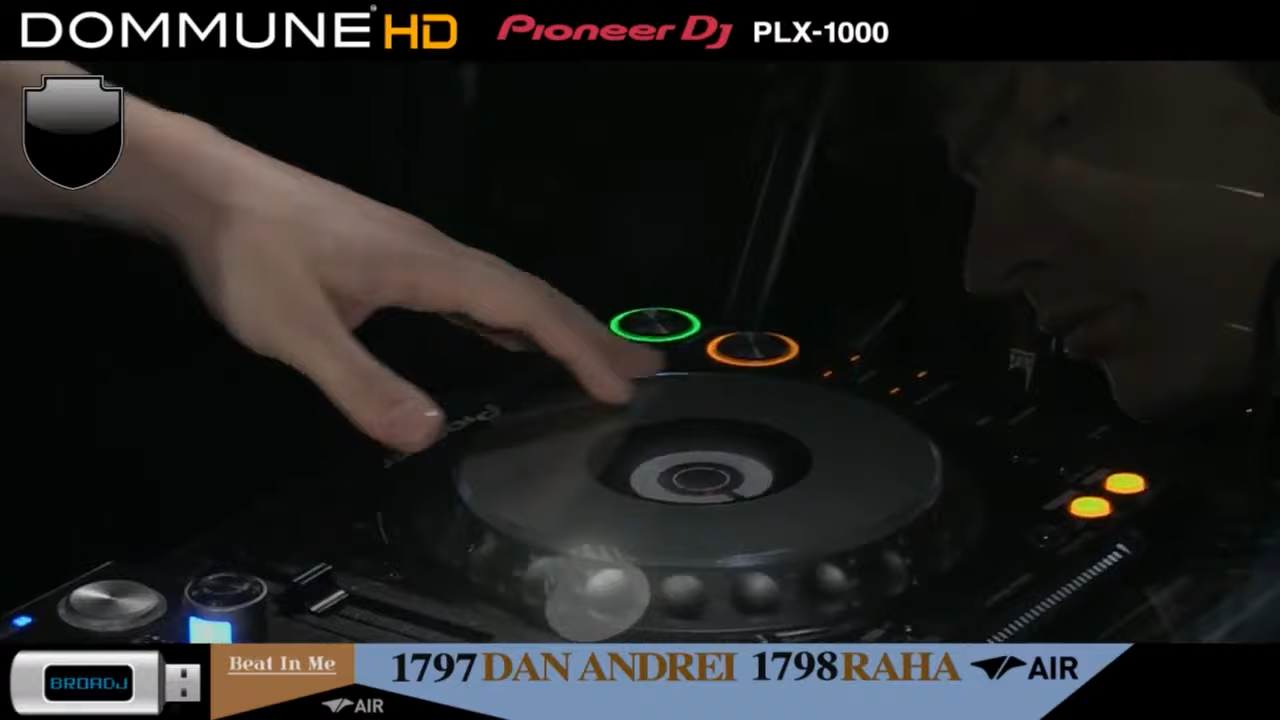 DOMMUNE HD Pioneer Dj PLX-1000
BROADJ
Beat In Me
1797 DAN ANDREI 1798 RAHA AIR
AIR